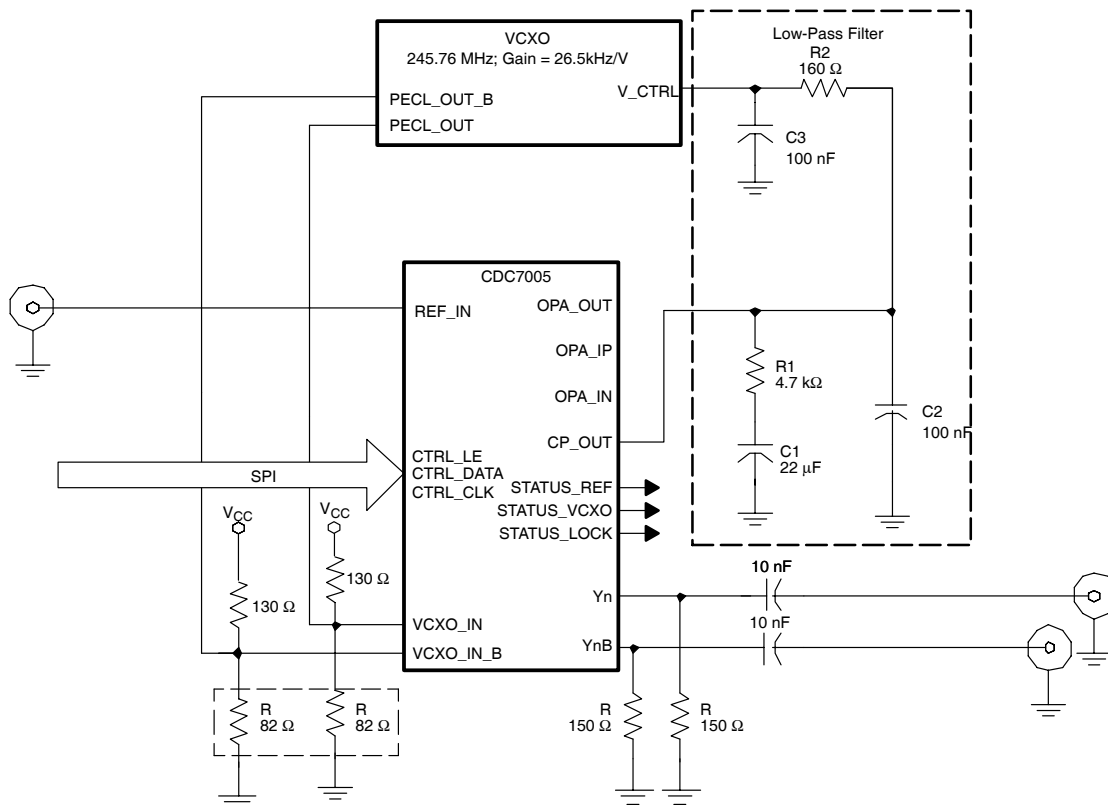 VCXO
245.76 MHz; Gain = 26.5kHz/V
PECL_OUT_B
PECL_OUT
V_CTRL
Low-Pass Filter
R2
160 Ω
C3
100 nF
CDC7005
REF_IN
OPA_OUT
OPA_IP
OPA_IN
CP_OUT
R1
4.7 kΩ
C1
22 μF
C2
100 nF
SPI
CTRL_LE
CTRL_DATA
CTRL_CLK
STATUS_REF
STATUS_VCXO
STATUS_LOCK
VCC
VCC
130 Ω
130 Ω
VCXO_IN
VCXO_IN_B
Yn
YnB
10 nF
10 nF
R
82 Ω
R
82 Ω
R
150 Ω
R
150 Ω